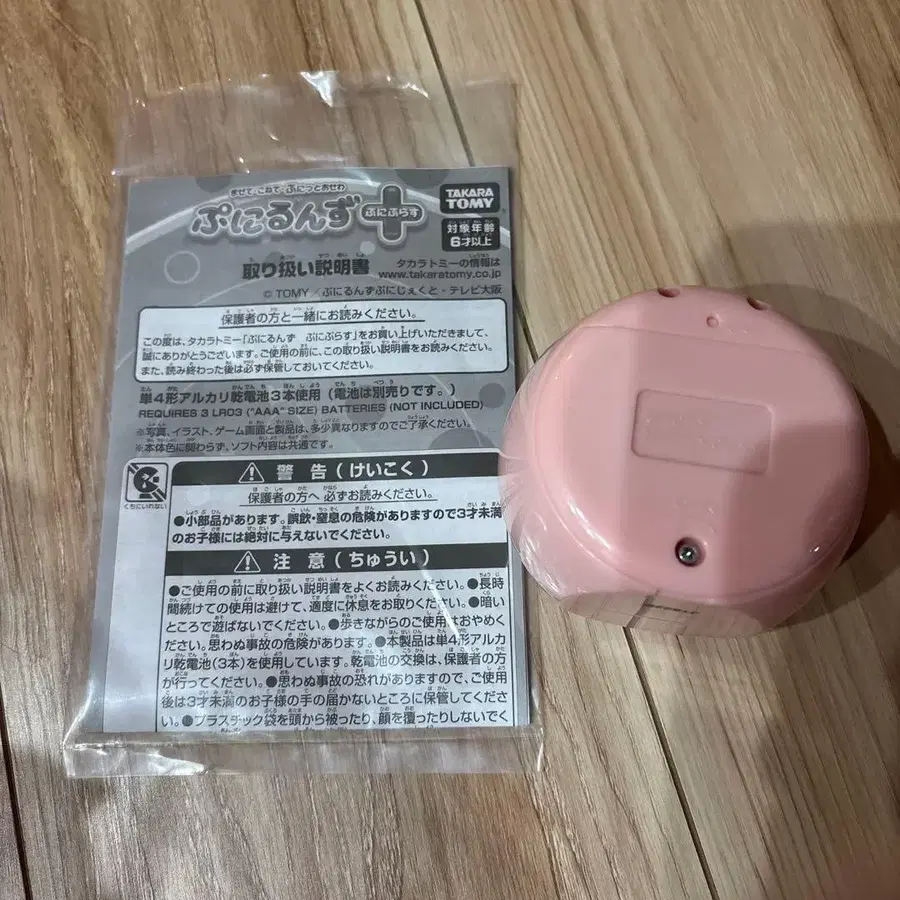 まぜて・こねて・ぷにっとおせわ
ぷにるんず
ぷにぷらす
TAKARA
TOMY
対象年齢
6才以上
取り扱い説明書
タカラトミーの情報は
www.takaratomy.co.jp
© TOMY／ぷにるんずぷにじぇくと・テレビ大阪
保護者の方と一緒にお読みください。
この度は、タカラトミー「ぷにるんず ぷにぷらす」をお買い上げいただきまして、
誠にありがとうございます。ご使用の前に、この取り扱い説明書をお読みください。
また、読み終わった後は必ず保管しておいてください。
単4形アルカリ乾電池3本使用（電池は別売りです。）
REQUIRES 3 LR03 ("AAA" SIZE) BATTERIES (NOT INCLUDED)
※写真、イラスト、ゲーム画面と製品は、多少異なりますのでご了承ください。
※本体色に関わらず、ソフト内容は共通です。
くちにいれない
警告（けいこく）
保護者の方へ 必ずお読みください。
●小部品があります。誤飲・窒息の危険がありますので3才未満
のお子様には絶対に与えないでください。
注意（ちゅうい）
●ご使用の前に取り扱い説明書をよくお読みください。●長時
間続けての使用は避けて、適度に休息をお取りください。●暗い
ところで遊ばないでください。●歩きながらのご使用はおやめく
ださい。思わぬ事故の危険があります。●本製品は単4形アルカ
リ乾電池（3本）を使用しています。乾電池の交換は、保護者の方
が行ってください。●思わぬ事故の恐れがありますので、ご使用
後は3才未満のお子様の手の届かないところに保管してくださ
い。●プラスチック袋を頭から被ったり、顔を覆ったりしないでく